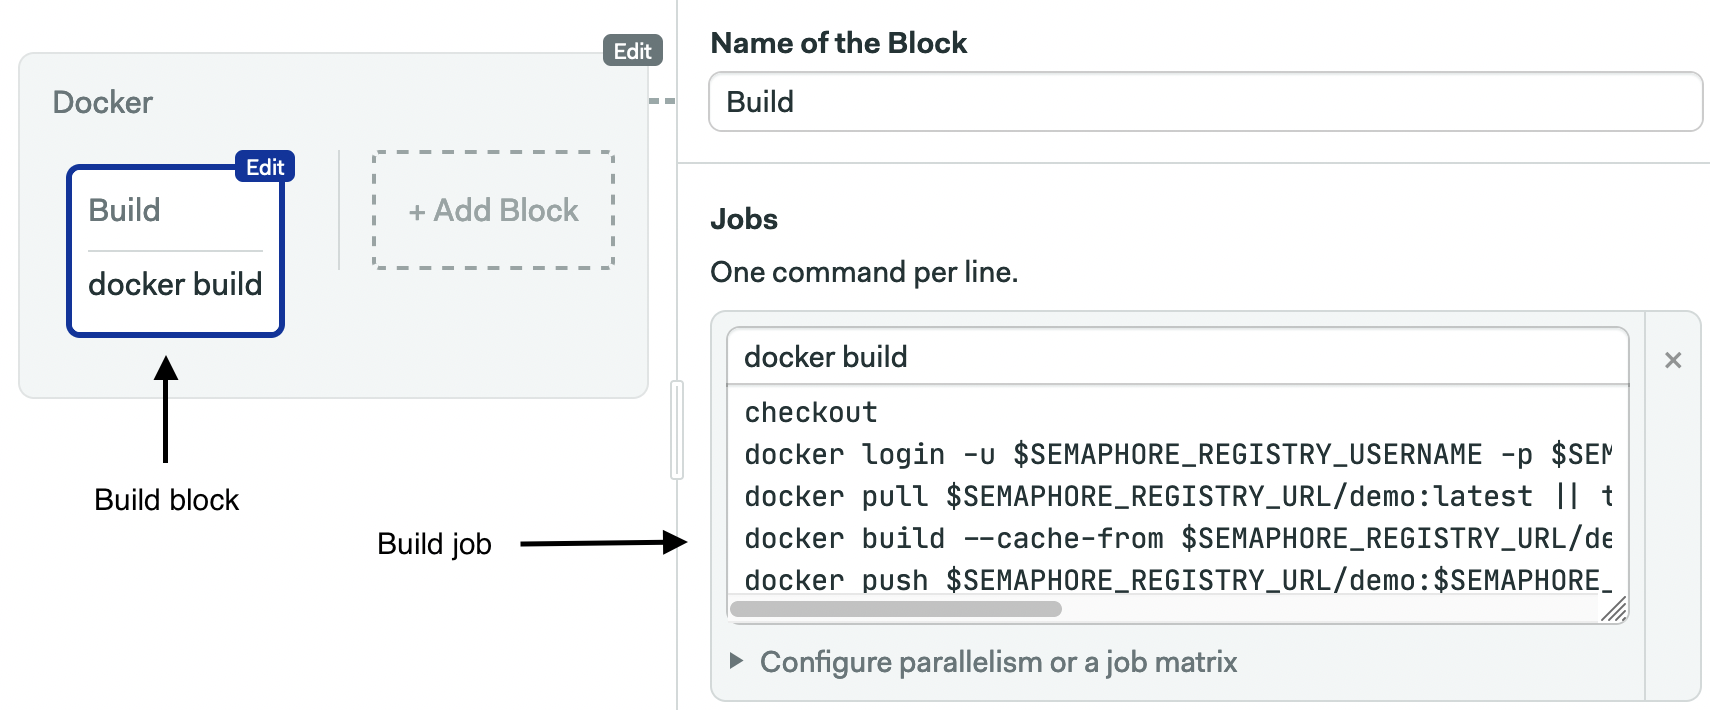 Edit
Docker
Edit
Build
docker build
+ Add Block
Build block
Build job
Name of the Block
Build
Jobs
One command per line.
docker build
checkout
docker login -u $SEMAPHORE_REGISTRY_USERNAME -p $SEM
docker pull $SEMAPHORE_REGISTRY_URL/demo:latest || t
docker build --cache-from $SEMAPHORE_REGISTRY_URL/de
docker push $SEMAPHORE_REGISTRY_URL/demo:$SEMAPHORE_
Configure parallelism or a job matrix